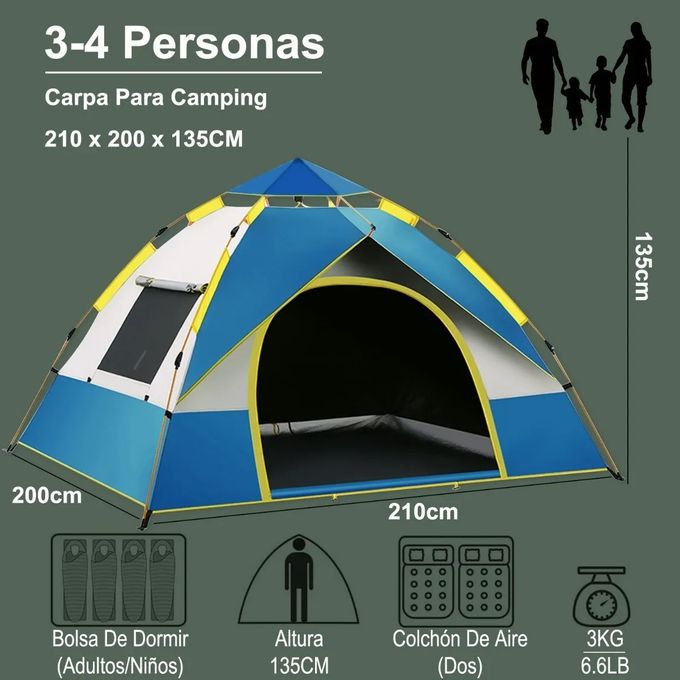 3-4 Personas
Carpa Para Camping
210 x 200 x 135CM
135cm
200cm
210cm
Bolsa De Dormir
(Adultos/Niños)
Altura
135CM
Colchón De Aire
(Dos)
3KG
6.6LB